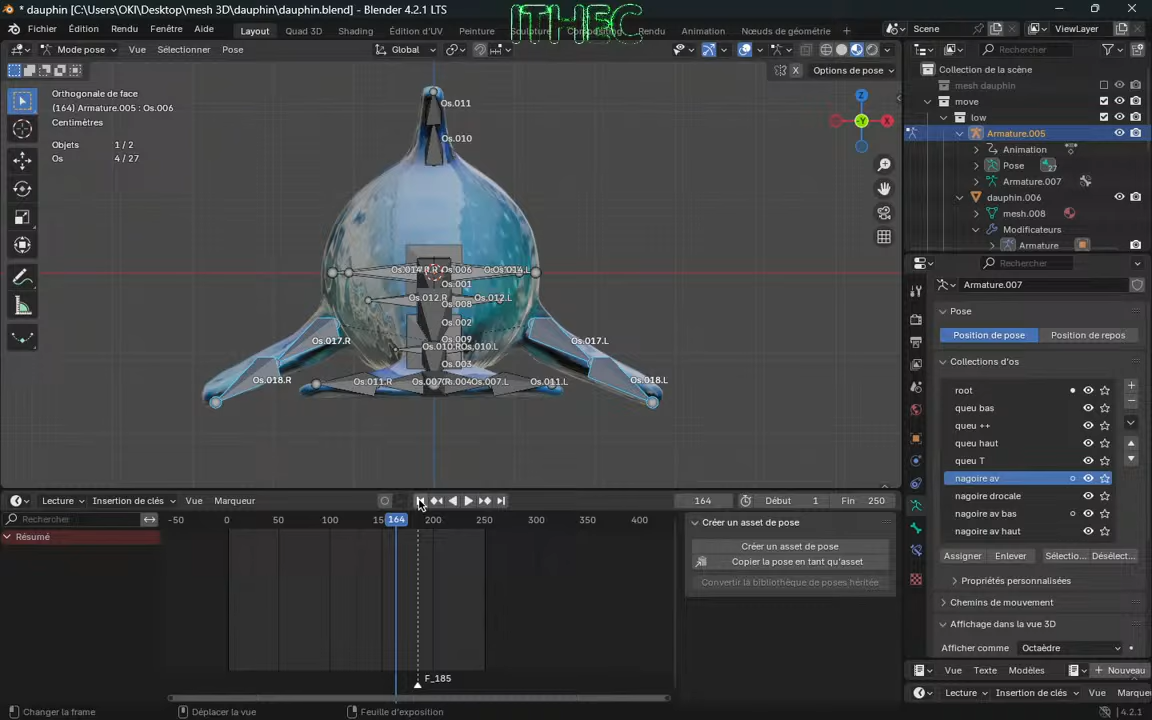 * dauphin [C:\Users\OKI\Desktop\mesh 3D\dauphin\dauphin.blend] - Blender 4.2.1 LTS
ITHEC
Fichier Édition Rendu Fenêtre Aide Layout Quad 3D Shading Édition d'UV Peinture Rendu Animation Nœuds de géométrie Scene ViewLayer
Mode pose Vue Sélectionner Pose Global Rechercher
X Options de pose Collection de la scène
Orthogonale de face
(164) Armature.005 : Os.006
Centimètres
Objets 1 / 2
Os 4 / 27
Os.011
Os.010
Os.006
Os.014.L
Os.001
Os.012.R
Os.012.L
Os.008
Os.002
Os.017.R
Os.017.L
Os.003
Os.018.R
Os.011.R
Os.011.L
Os.018.L
Z
X
-Y
mesh dauphin
move
low
Armature.005
Animation
Pose
27
Armature.007
dauphin.006
mesh.008
Modificateurs
Armature
Rechercher
Armature.007
Pose
Position de pose Position de repos
Collections d'os
root
queu bas
queu ++
queu haut
queu T
nagoire av
nagoire drocale
nagoire av bas
nagoire av haut
Assigner Enlever Sélectio... Désélect...
Propriétés personnalisées
Chemins de mouvement
Affichage dans la vue 3D
Afficher comme Octaèdre
Vue Texte Modèles Nouveau
Lecture Insertion de clés Vue Mar
Lecture Insertion de clés Vue Marqueur 164 Début 1 Fin 250
Rechercher -50 0 50 100 15 164 200 250 300 350 400
Résumé
F_185
Créer un asset de pose
Créer un asset de pose
Copier la pose en tant qu'asset
Convertir la bibliothèque de poses héritée
Changer la frame Déplacer la vue Feuille d'exposition 4.2.1